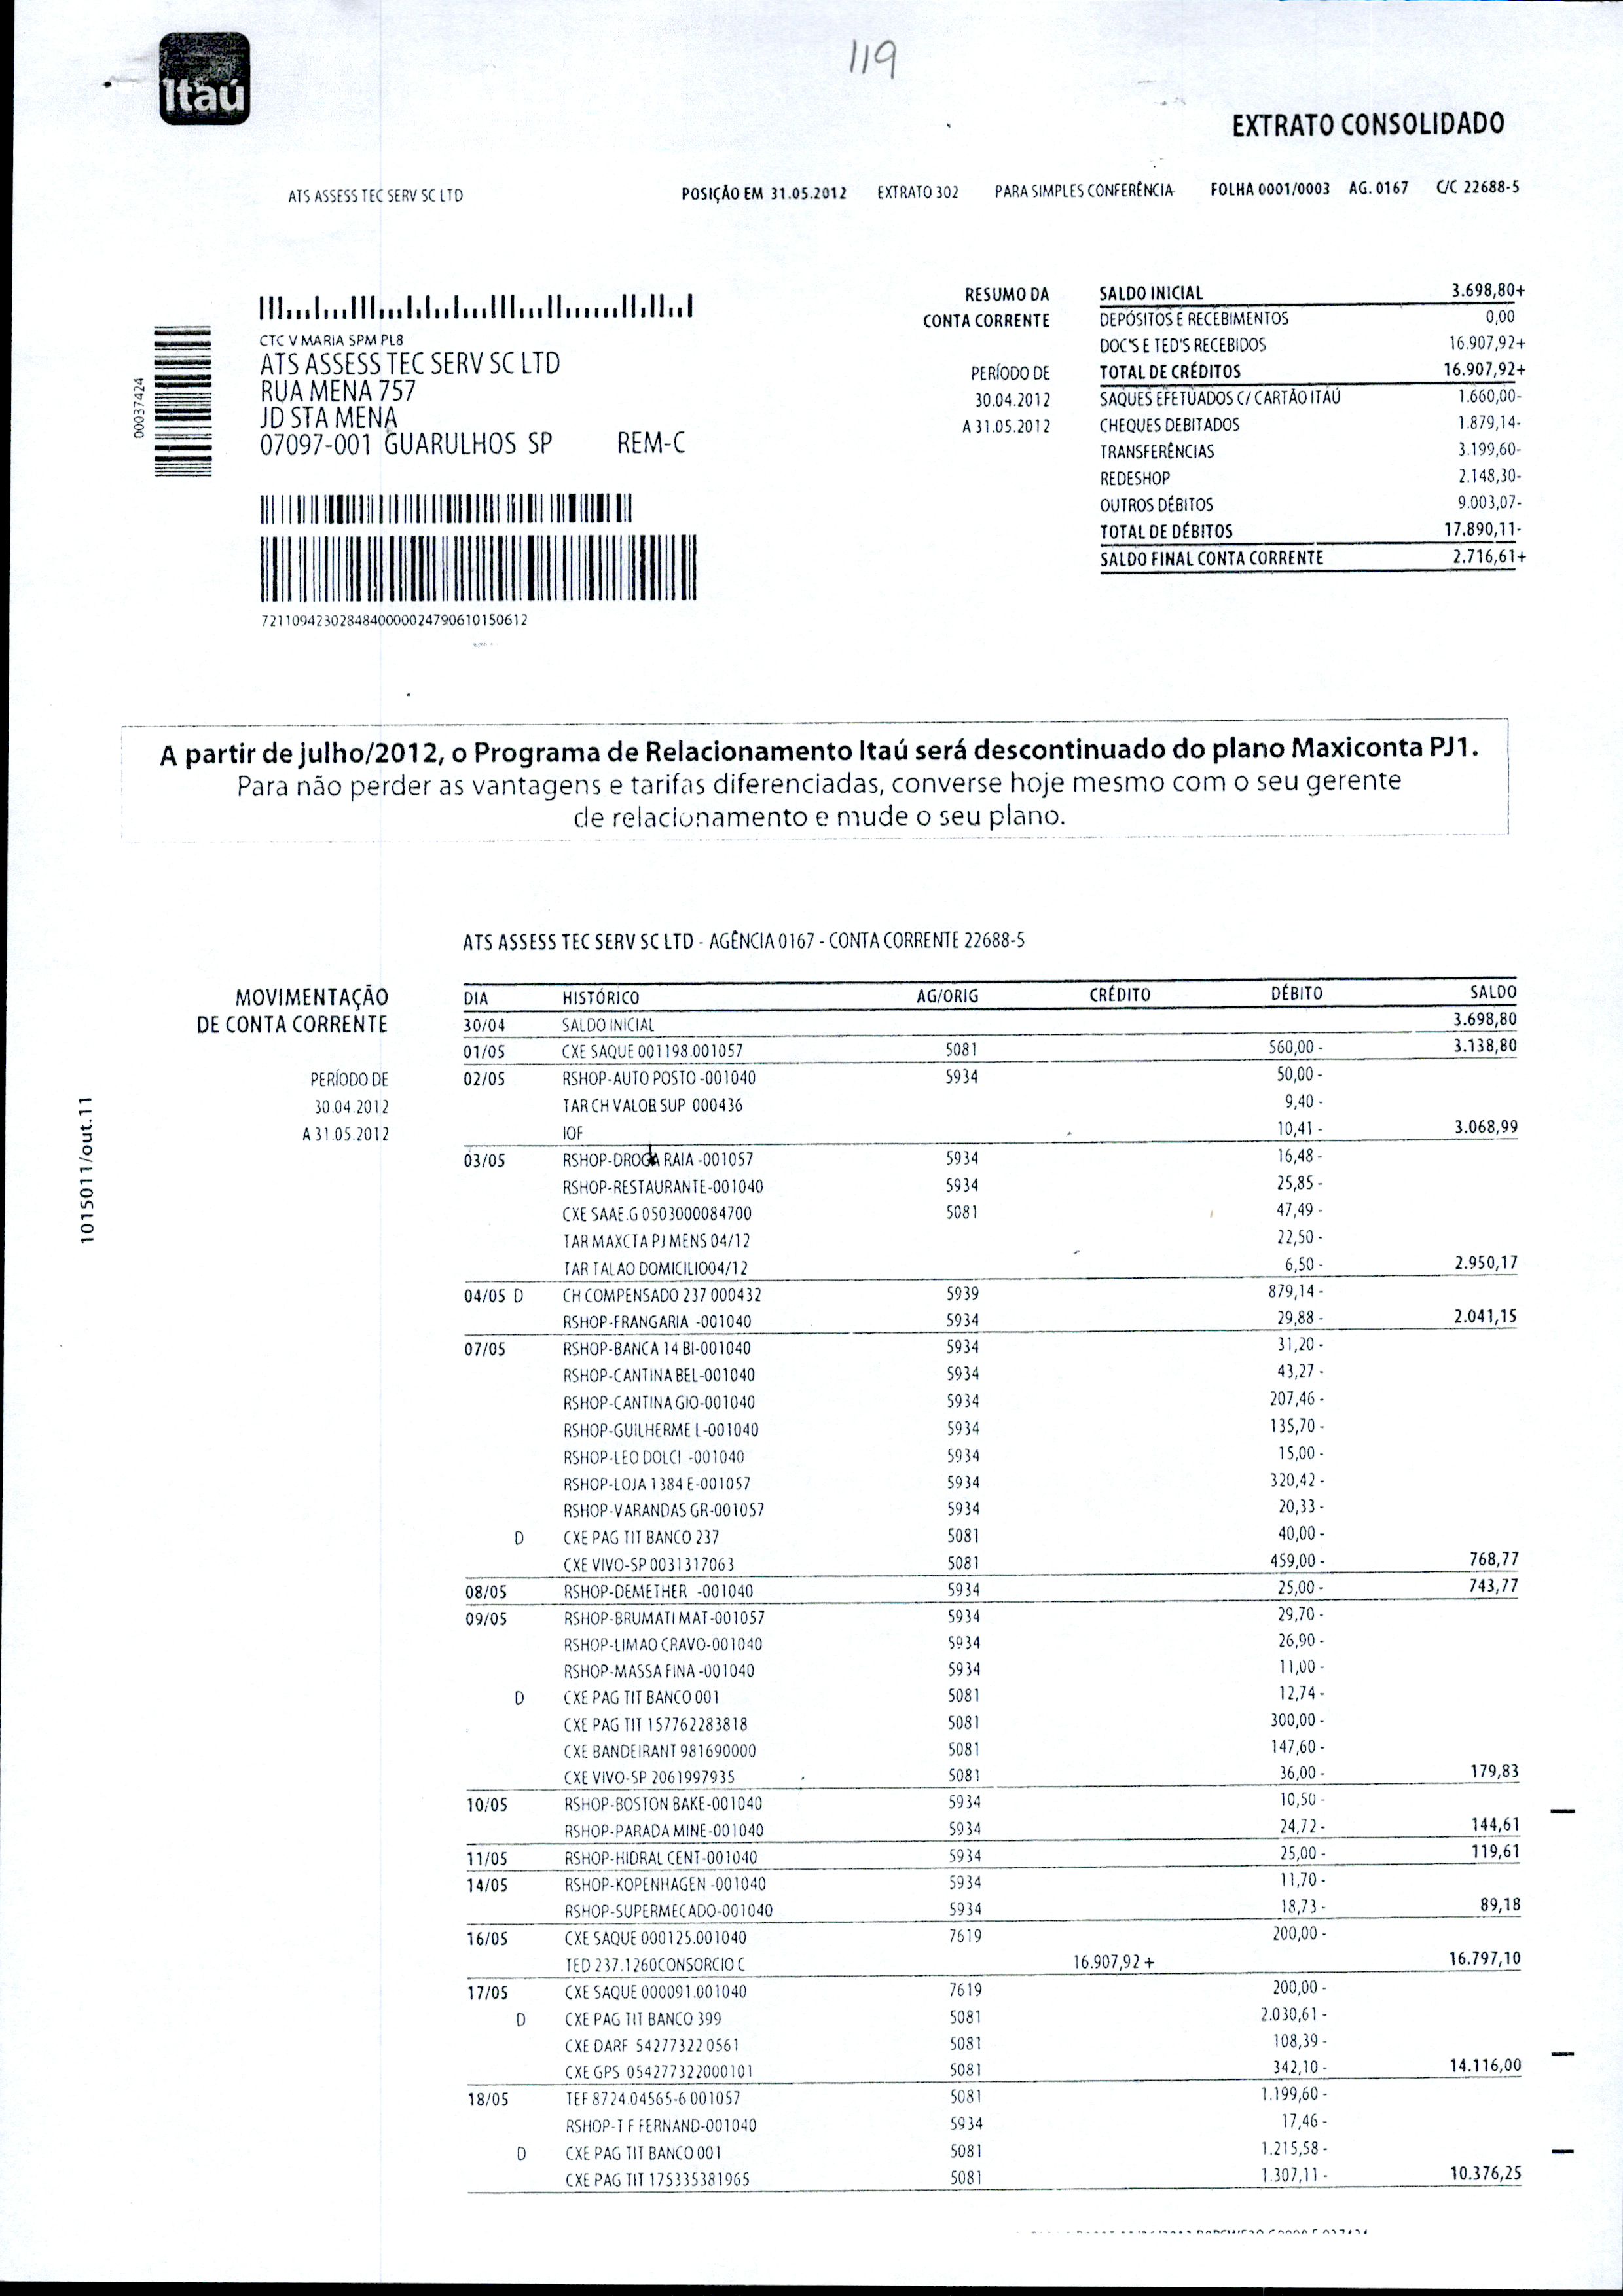 119
Itaú
EXTRATO CONSOLIDADO
ATS ASSESS TEC SERV SC LTD POSIÇÃO EM 31.05.2012 EXTRATO 302 PARA SIMPLES CONFERÊNCIA FOLHA 0001/0003 AG. 0167 C/C 22688-5
00037424
CTC V MARIA SPM PL8
ATS ASSESS TEC SERV SC LTD
RUA MENA 757
JD STA MENA
07097-001 GUARULHOS SP REM-C
7211094230284840000024790610150612
RESUMO DA
CONTA CORRENTE
PERÍODO DE
30.04.2012
A 31.05.2012
SALDO INICIAL 3.698,80+
DEPÓSITOS E RECEBIMENTOS 0,00
DOC'S E TED'S RECEBIDOS 16.907,92+
TOTAL DE CRÉDITOS 16.907,92+
SAQUES EFETUADOS C/ CARTÃO ITAÚ 1.660,00-
CHEQUES DEBITADOS 1.879,14-
TRANSFERÊNCIAS 3.199,60-
REDESHOP 2.148,30-
OUTROS DÉBITOS 9.003,07-
TOTAL DE DÉBITOS 17.890,11-
SALDO FINAL CONTA CORRENTE 2.716,61+
A partir de julho/2012, o Programa de Relacionamento Itaú será descontinuado do plano Maxiconta PJ1.
Para não perder as vantagens e tarifas diferenciadas, converse hoje mesmo com o seu gerente
de relacionamento e mude o seu plano.
ATS ASSESS TEC SERV SC LTD - AGÊNCIA 0167 - CONTA CORRENTE 22688-5
MOVIMENTAÇÃO
DE CONTA CORRENTE
PERÍODO DE
30.04.2012
A 31.05.2012
1015011/out.11
DIA HISTÓRICO AG/ORIG CRÉDITO DÉBITO SALDO
30/04 SALDO INICIAL 3.698,80
01/05 CXE SAQUE 001198.001057 5081 560,00 - 3.138,80
02/05 RSHOP-AUTO POSTO -001040 5934 50,00 -
TAR CH VALOR SUP 000436 9,40 -
IOF 10,41 - 3.068,99
03/05 RSHOP-DROGA RAIA -001057 5934 16,48 -
RSHOP-RESTAURANTE-001040 5934 25,85 -
CXE SAAE.G 0503000084700 5081 47,49 -
TAR MAXCTA PJ MENS 04/12 22,50 -
TAR TALAO DOMICILIO04/12 6,50 - 2.950,17
04/05 D CH COMPENSADO 237 000432 5939 879,14 -
RSHOP-FRANGARIA -001040 5934 29,88 - 2.041,15
07/05 RSHOP-BANCA 14 BI-001040 5934 31,20 -
RSHOP-CANTINA BEL-001040 5934 43,27 -
RSHOP-CANTINA GIO-001040 5934 207,46 -
RSHOP-GUILHERME L-001040 5934 135,70 -
RSHOP-LEO DOLCI -001040 5934 15,00 -
RSHOP-LOJA 1384 E-001057 5934 320,42 -
RSHOP-VARANDAS GR-001057 5934 20,33 -
D CXE PAG TIT BANCO 237 5081 40,00 -
CXE VIVO-SP 0031317063 5081 459,00 - 768,77
08/05 RSHOP-DEMETHER -001040 5934 25,00 - 743,77
09/05 RSHOP-BRUMATI MAT-001057 5934 29,70 -
RSHOP-LIMAO CRAVO-001040 5934 26,90 -
RSHOP-MASSA FINA -001040 5934 11,00 -
D CXE PAG TIT BANCO 001 5081 12,74 -
CXE PAG TIT 157762283818 5081 300,00 -
CXE BANDEIRANT 981690000 5081 147,60 -
CXE VIVO-SP 2061997935 5081 36,00 - 179,83
10/05 RSHOP-BOSTON BAKE-001040 5934 10,50 -
RSHOP-PARADA MINE-001040 5934 24,72 - 144,61
11/05 RSHOP-HIDRAL CENT-001040 5934 25,00 - 119,61
14/05 RSHOP-KOPENHAGEN -001040 5934 11,70 -
RSHOP-SUPERMECADO-001040 5934 18,73 - 89,18
16/05 CXE SAQUE 000125.001040 7619 200,00 -
TED 237.1260CONSORCIO C 16.907,92 + 16.797,10
17/05 CXE SAQUE 000091.001040 7619 200,00 -
D CXE PAG TIT BANCO 399 5081 2.030,61 -
CXE DARF 54277322 0561 5081 108,39 -
CXE GPS 054277322000101 5081 342,10 - 14.116,00
18/05 TEF 8724.04565-6 001057 5081 1.199,60 -
RSHOP-T F FERNAND-001040 5934 17,46 -
D CXE PAG TIT BANCO 001 5081 1.215,58 -
CXE PAG TIT 175335381965 5081 1.307,11 - 10.376,25